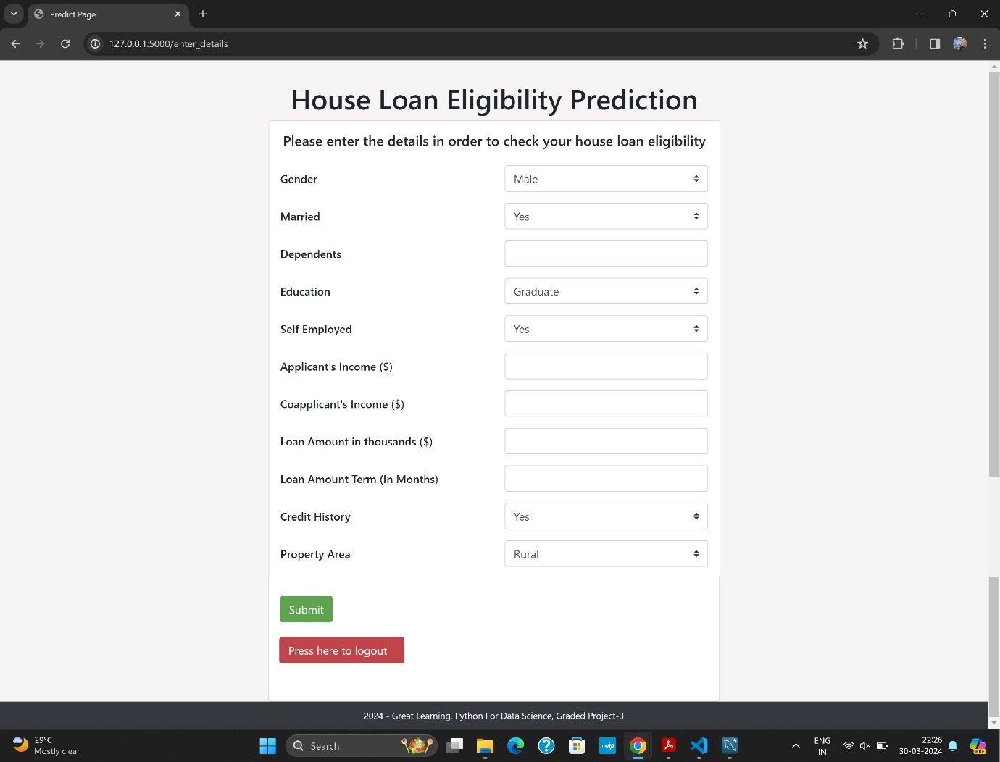 Predict Page
127.0.0.1:5000/enter_details
House Loan Eligibility Prediction
Please enter the details in order to check your house loan eligibility
Gender Male
Married Yes
Dependents
Education Graduate
Self Employed Yes
Applicant's Income ($)
Coapplicant's Income ($)
Loan Amount in thousands ($)
Loan Amount Term (In Months)
Credit History Yes
Property Area Rural
Submit
Press here to logout
2024 - Great Learning, Python For Data Science, Graded Project-3
29°C
Mostly clear
Search
myhp
ENG
IN
22:26
30-03-2024
PRE